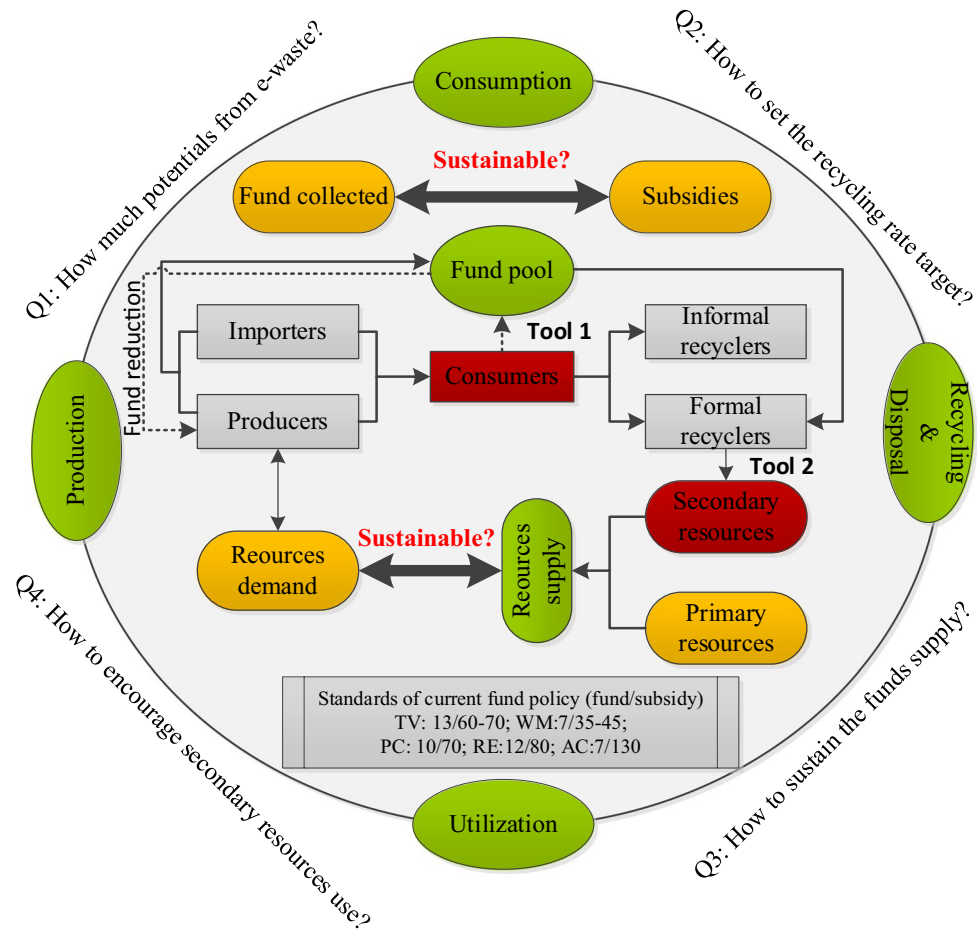 Q1: How much potentials from e-waste?
Q2: How to set the recycling rate target?
Consumption
Sustainable?
Fund collected
Subsidies
Fund pool
Fund reduction
Importers
Tool 1
Informal
recyclers
Consumers
Producers
Formal
recyclers
Production
Recycling
&
Disposal
Tool 2
Secondary
resources
Sustainable?
Reources
demand
Reources
supply
Primary
resources
Q4: How to encourage secondary resources use?
Q3: How to sustain the funds supply?
Standards of current fund policy (fund/subsidy)
TV: 13/60-70; WM:7/35-45;
PC: 10/70; RE:12/80; AC:7/130
Utilization